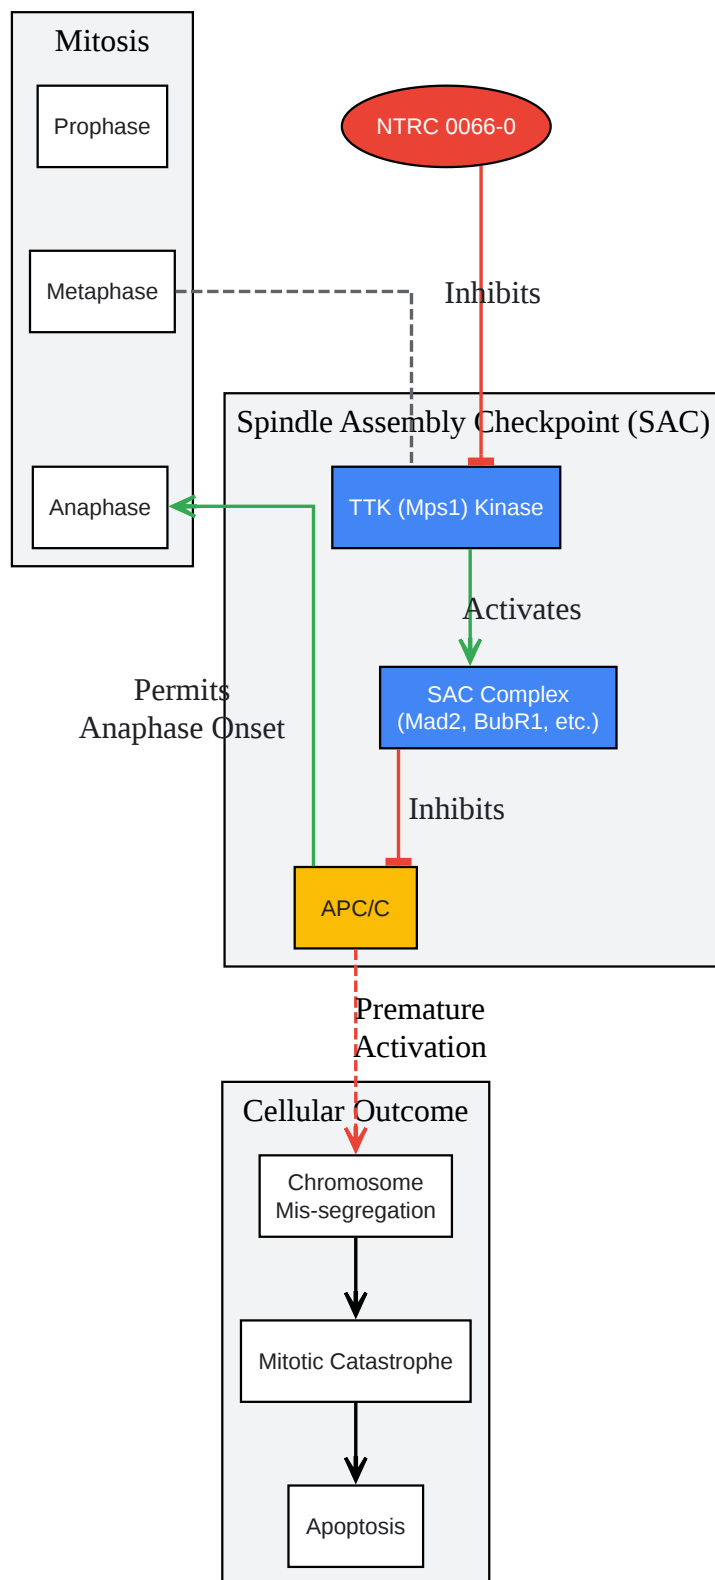 Mitosis
Prophase
NTRC 0066-0
Metaphase
Inhibits
Spindle Assembly Checkpoint (SAC)
Anaphase
TTK (Mps1) Kinase
Activates
Permits
Anaphase Onset
SAC Complex
(Mad2, BubR1, etc.)
Inhibits
APC/C
Premature
Activation
Cellular Outcome
Chromosome
Mis-segregation
Mitotic Catastrophe
Apoptosis